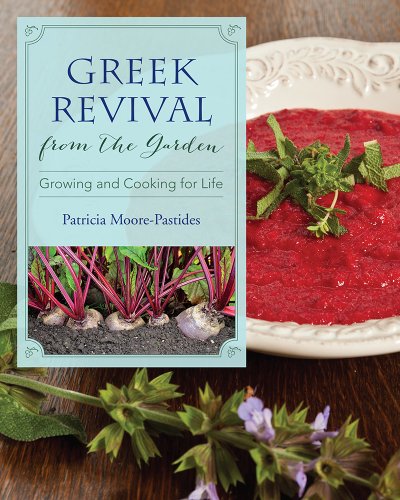 GREEK
REVIVAL
from the Garden
Growing and Cooking for Life
Patricia Moore-Pastides